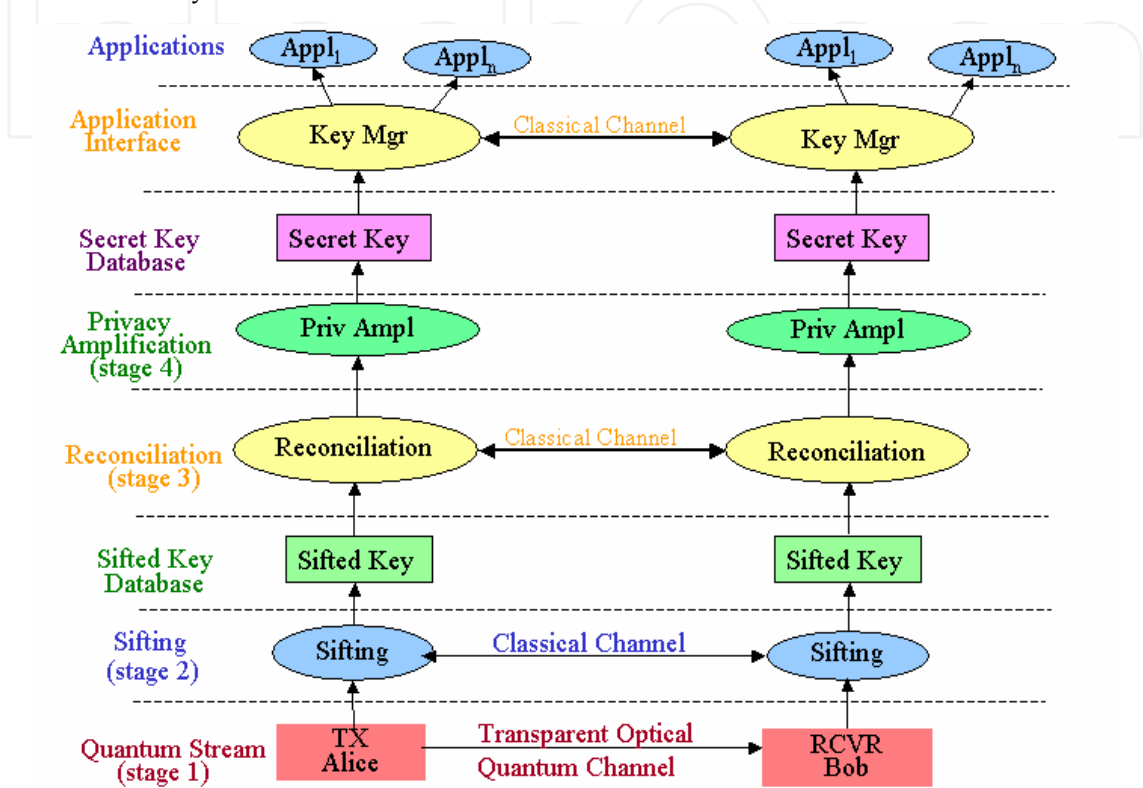 Applications
Appl1
Appln
Appl1
Appln
Application
Interface
Key Mgr
Classical Channel
Key Mgr
Secret Key
Database
Secret Key
Secret Key
Privacy
Amplification
(stage 4)
Priv Ampl
Priv Ampl
Reconciliation
(stage 3)
Reconciliation
Classical Channel
Reconciliation
Sifted Key
Database
Sifted Key
Sifted Key
Sifting
(stage 2)
Sifting
Classical Channel
Sifting
Quantum Stream
(stage 1)
TX
Alice
Transparent Optical
Quantum Channel
RCVR
Bob